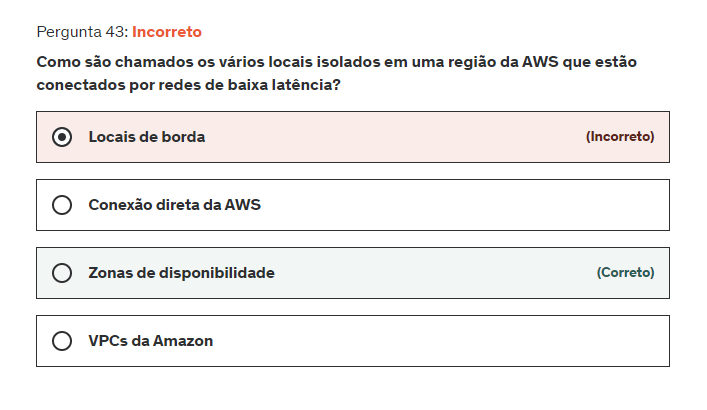 Pergunta 43: Incorreto
Como são chamados os vários locais isolados em uma região da AWS que estão
conectados por redes de baixa latência?
Locais de borda (Incorreto)
Conexão direta da AWS
Zonas de disponibilidade (Correto)
VPCs da Amazon